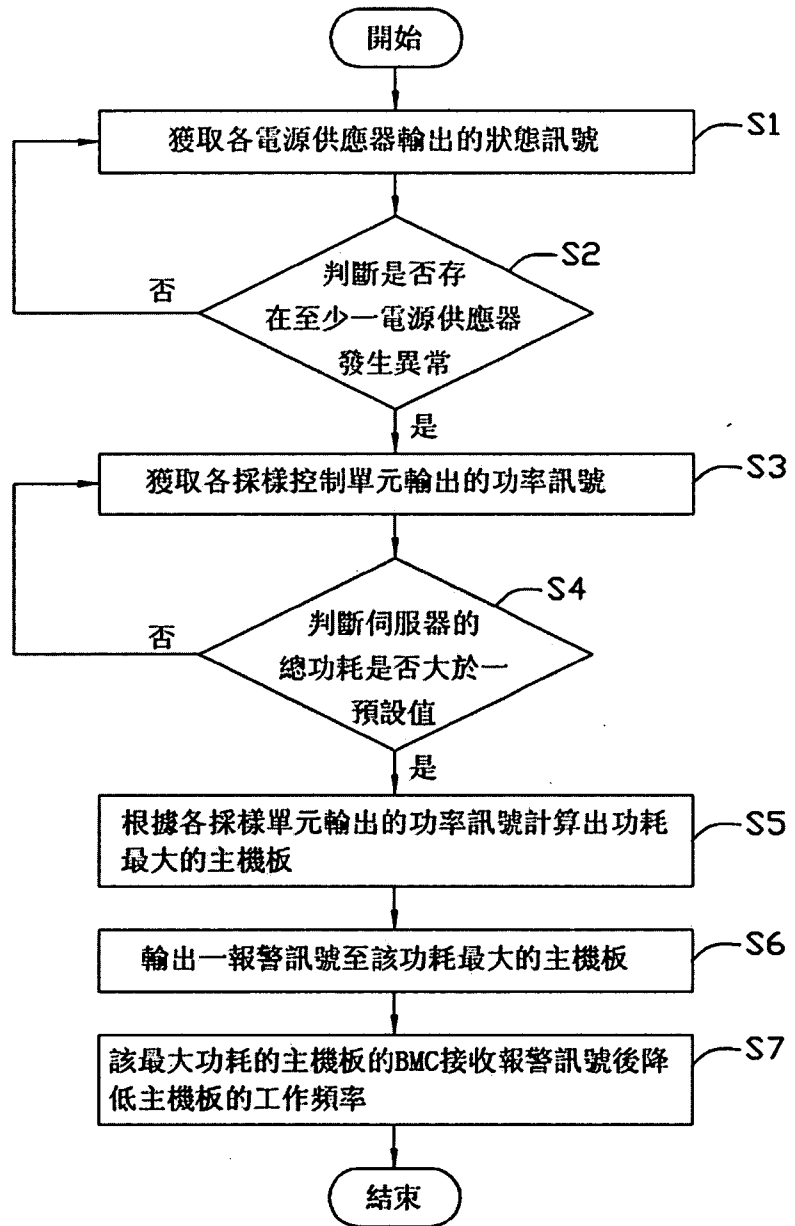 開始
獲取各電源供應器輸出的狀態訊號
S1
判斷是否存
在至少一電源供應器
發生異常
S2
否
是
獲取各採樣控制單元輸出的功率訊號
S3
判斷伺服器的
總功耗是否大於一
預設值
S4
否
是
根據各採樣單元輸出的功率訊號計算出功耗
最大的主機板
S5
輸出一報警訊號至該功耗最大的主機板
S6
該最大功耗的主機板的BMC接收報警訊號後降
低主機板的工作頻率
S7
結束